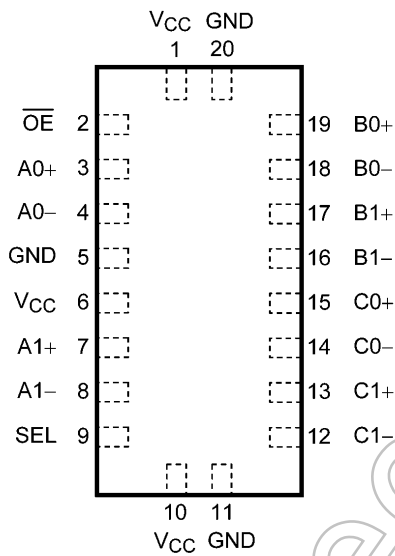 VCC GND
1 20
OE 2 19 B0+
A0+ 3 18 B0−
A0− 4 17 B1+
GND 5 16 B1−
VCC 6 15 C0+
A1+ 7 14 C0−
A1− 8 13 C1+
SEL 9 12 C1−
10 11
VCC GND